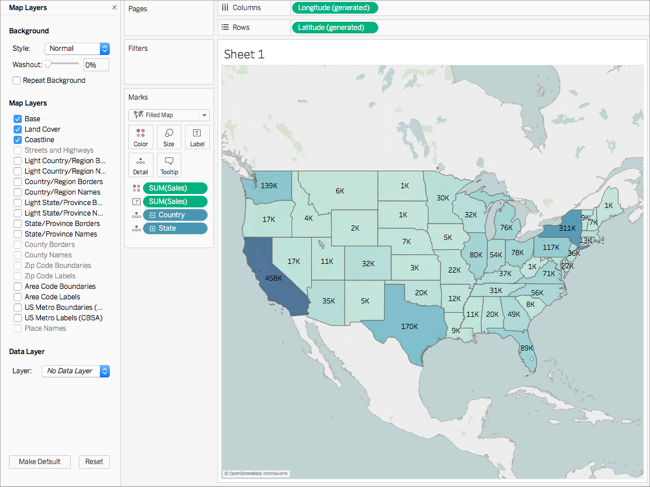 Map Layers
×
Background
Style:
Normal
Washout:
0%
Repeat Background
Map Layers
Base
Land Cover
Coastline
Streets and Highways
Light Country/Region B...
Light Country/Region N...
Country/Region Borders
Country/Region Names
Light State/Province B...
Light State/Province N...
State/Province Borders
State/Province Names
County Borders
County Names
Zip Code Boundaries
Zip Code Labels
Area Code Boundaries
Area Code Labels
US Metro Boundaries (...
US Metro Labels (CBSA)
Place Names
Data Layer
Layer:
No Data Layer
Make Default
Reset
Pages
Filters
Marks
Filled Map
Color
Size
Label
Detail
Tooltip
SUM(Sales)
SUM(Sales)
Country
State
Columns
Longitude (generated)
Rows
Latitude (generated)
Sheet 1
139K
6K
1K
30K
32K
76K
311K
9K
7K
1K
17K
4K
2K
1K
7K
5K
80K
54K
78K
117K
13K
36K
27K
458K
17K
11K
32K
3K
22K
37K
1K
71K
35K
5K
20K
12K
31K
56K
8K
170K
9K
11K
20K
49K
89K
© OpenStreetMap contributors